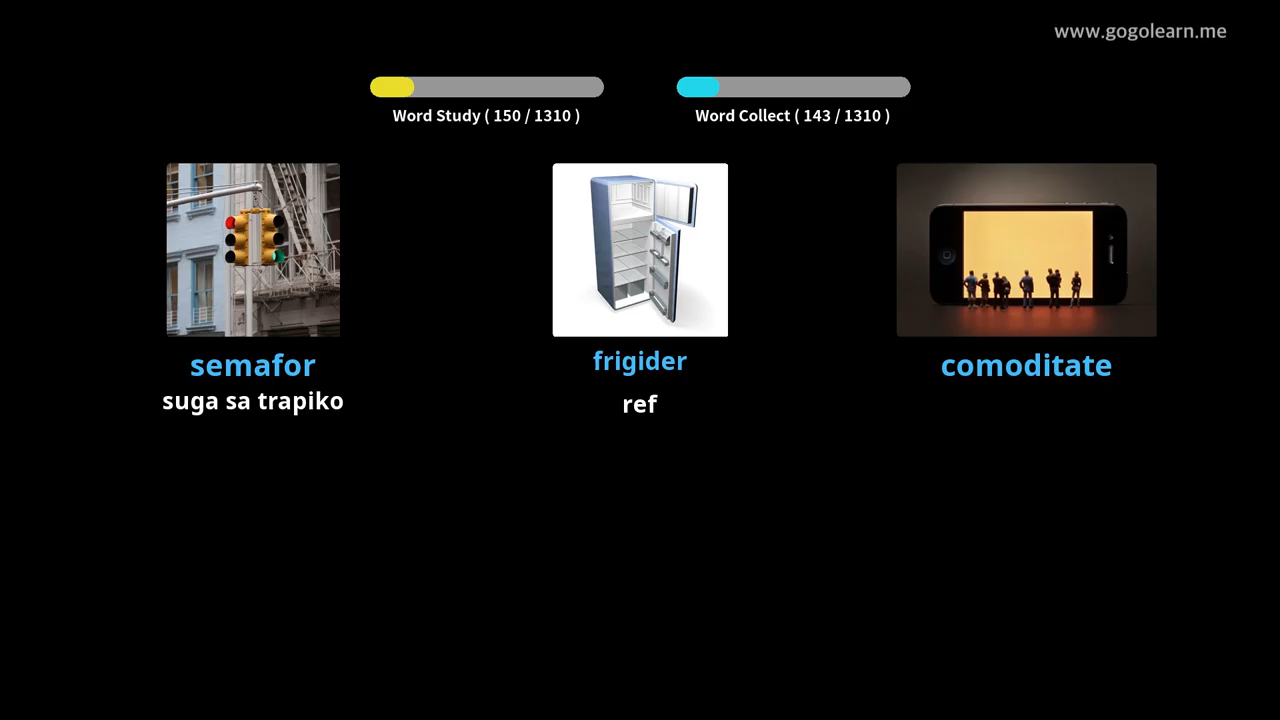 www.gogolearn.me
Word Study ( 150 / 1310 )
Word Collect ( 143 / 1310 )
semafor
suga sa trapiko
frigider
ref
comoditate